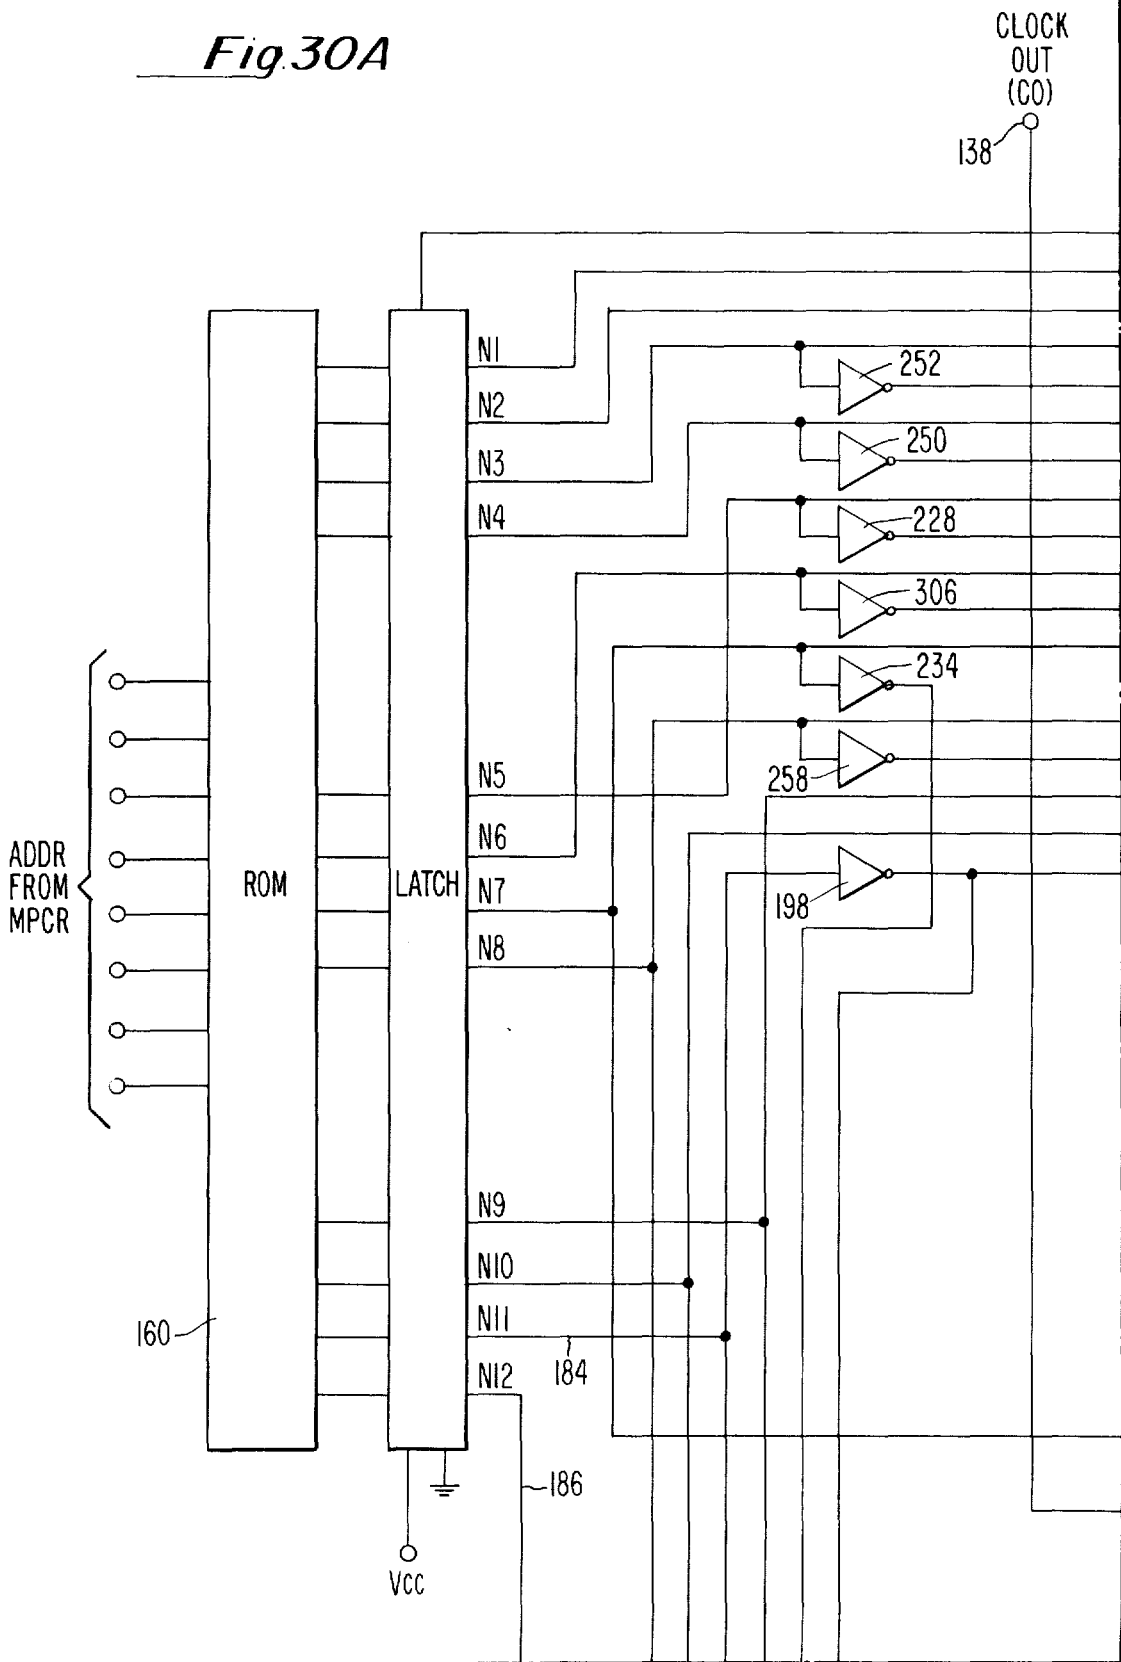 Fig. 30A
CLOCK
OUT
(CO)
138
N1
252
N2
250
N3
N4
228
306
234
N5
258
N6
ADDR
FROM
MPCR
ROM
LATCH
N7
198
N8
N9
N10
160
N11
184
N12
186
VCC